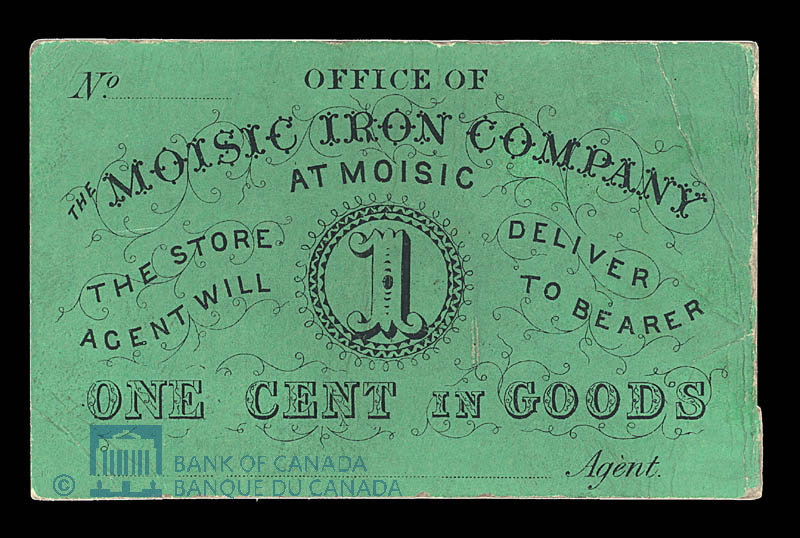 No
OFFICE OF
THE MOISIC IRON COMPANY
AT MOISIC
THE STORE
AGENT WILL
1
DELIVER
TO BEARER
ONE CENT IN GOODS
Agent.
© BANK OF CANADA
BANQUE DU CANADA